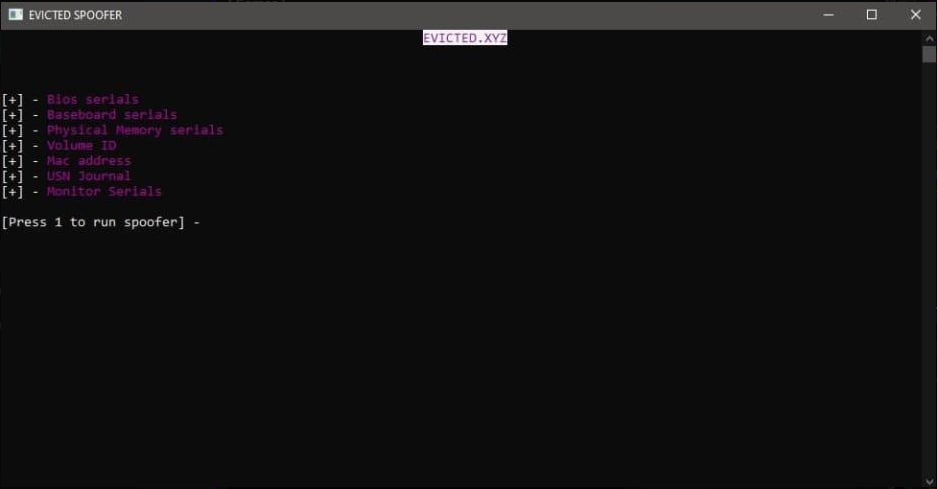 EVICTED SPOOFER
EVICTED.XYZ
[+] - Bios serials
[+] - Baseboard serials
[+] - Physical Memory serials
[+] - Volume ID
[+] - Mac address
[+] - USN Journal
[+] - Monitor Serials
[Press 1 to run spoofer] -